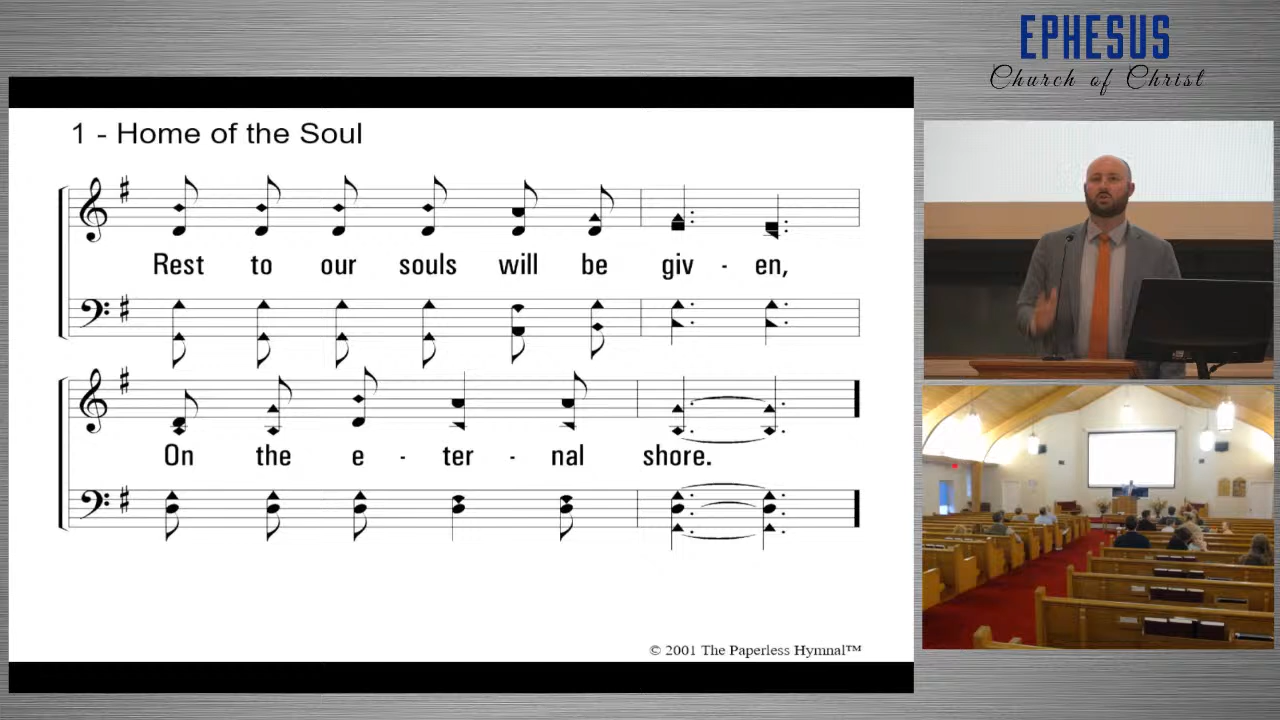 EPHESUS
Church of Christ
1 - Home of the Soul
Rest to our souls will be giv - en,
On the e - ter - nal shore.
© 2001 The Paperless Hymnal™